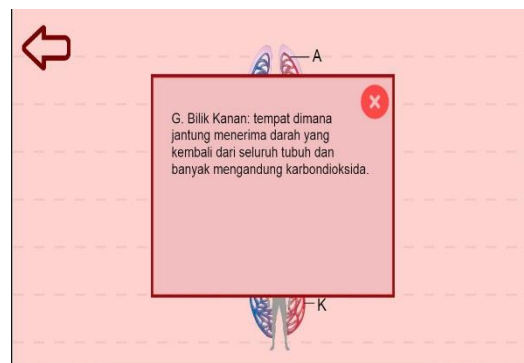 A
G. Bilik Kanan: tempat dimana
jantung menerima darah yang
kembali dari seluruh tubuh dan
banyak mengandung karbondioksida.
K